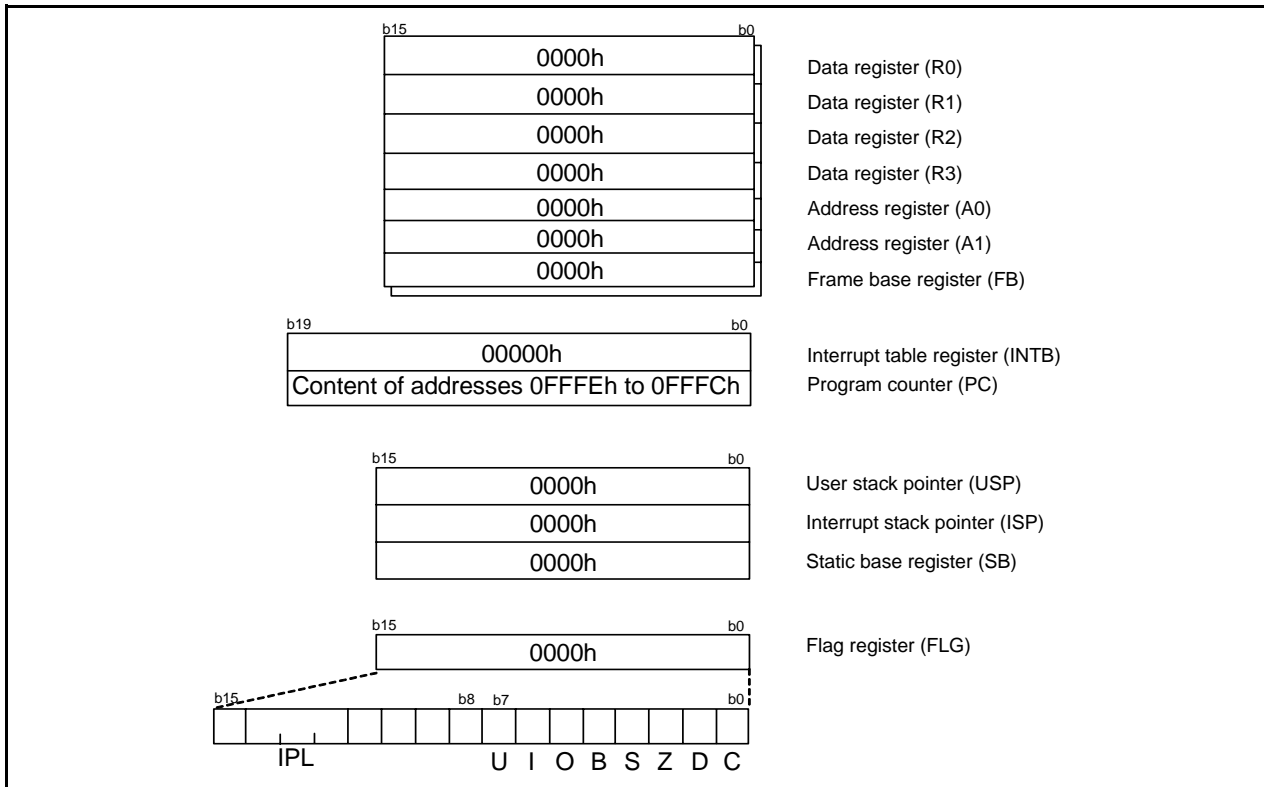 b15 b0
0000h Data register (R0)
0000h Data register (R1)
0000h Data register (R2)
0000h Data register (R3)
0000h Address register (A0)
0000h Address register (A1)
0000h Frame base register (FB)
b19 b0
00000h Interrupt table register (INTB)
Content of addresses 0FFFEh to 0FFFCh Program counter (PC)
b15 b0
0000h User stack pointer (USP)
0000h Interrupt stack pointer (ISP)
0000h Static base register (SB)
b15 b0
0000h Flag register (FLG)
b15 b8 b7 b0
IPL U I O B S Z D C